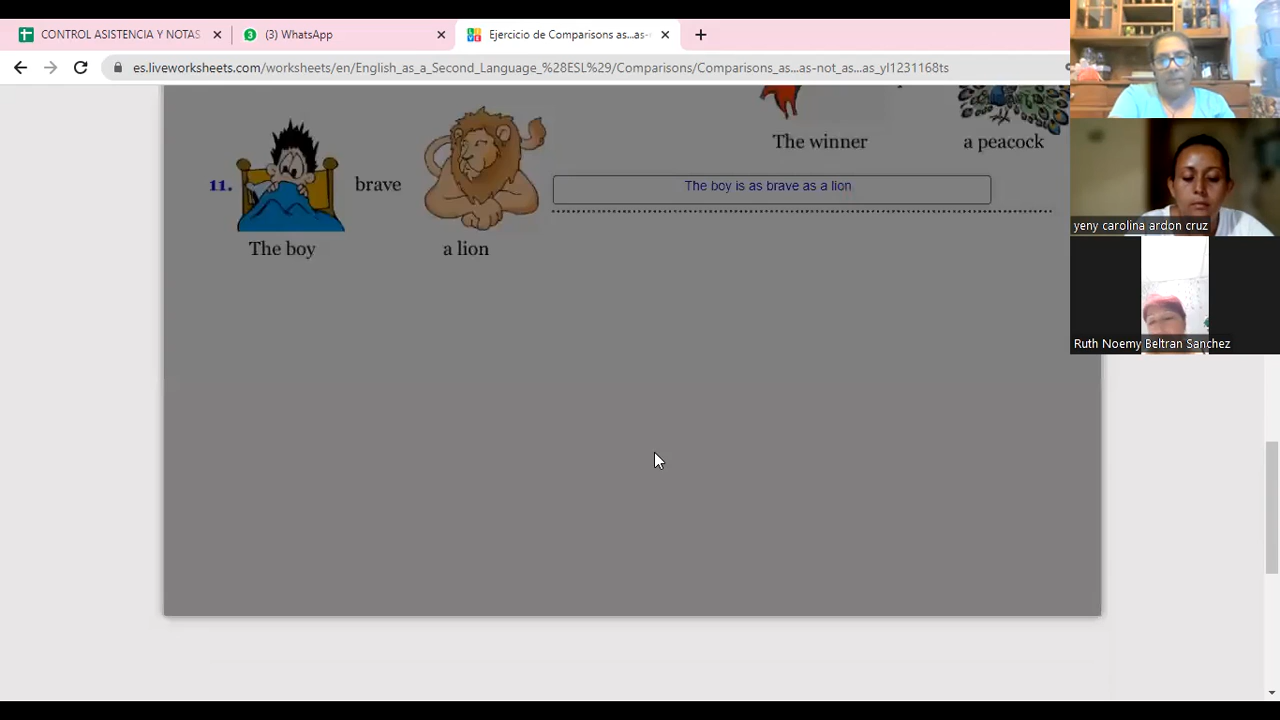 CONTROL ASISTENCIA Y NOTAS
3 (3) WhatsApp
Ejercicio de Comparisons as...as-
es.liveworksheets.com/worksheets/en/English_as_a_Second_Language_%28ESL%29/Comparisons/Comparisons_as...as-not_as...as_yl1231168ts
The winner
a peacock
11.
brave
The boy is as brave as a lion
The boy
a lion
yeny carolina ardon cruz
Ruth Noemy Beltran Sanchez